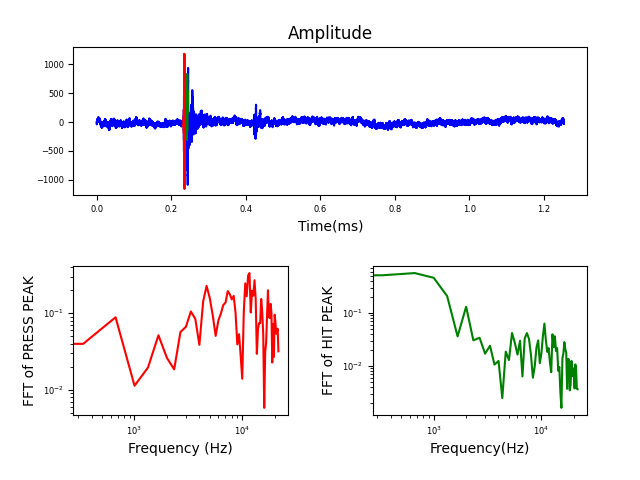 Amplitude
1000
500
0
−500
−1000
0.0 0.2 0.4 0.6 0.8 1.0 1.2
Time(ms)
FFT of PRESS PEAK
10⁻¹
10⁻²
10³ 10⁴
Frequency (Hz)
FFT of HIT PEAK
10⁻¹
10⁻²
10³ 10⁴
Frequency(Hz)